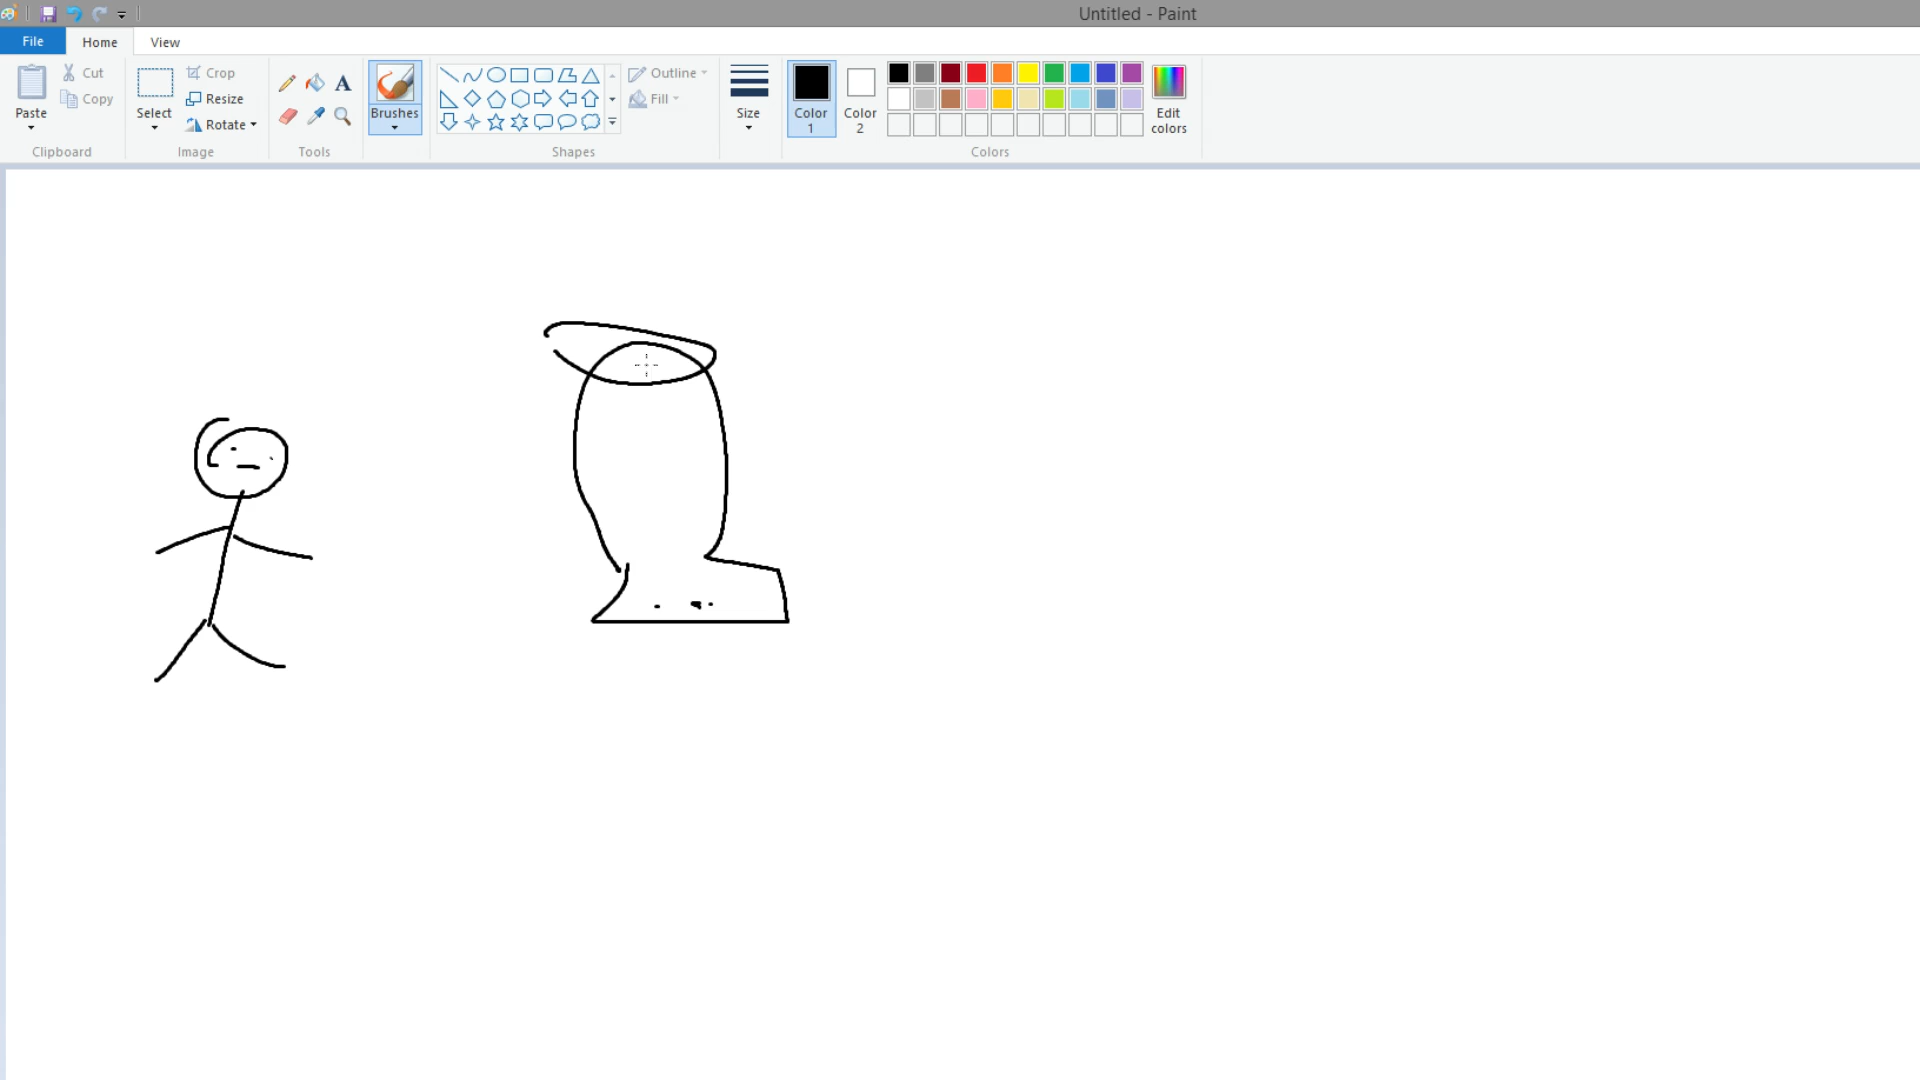 Untitled - Paint
File Home View
Paste Cut Copy Select Crop Resize Rotate A Brushes Outline Fill Size Color 1 Color 2 Edit colors
Clipboard Image Tools Shapes Colors